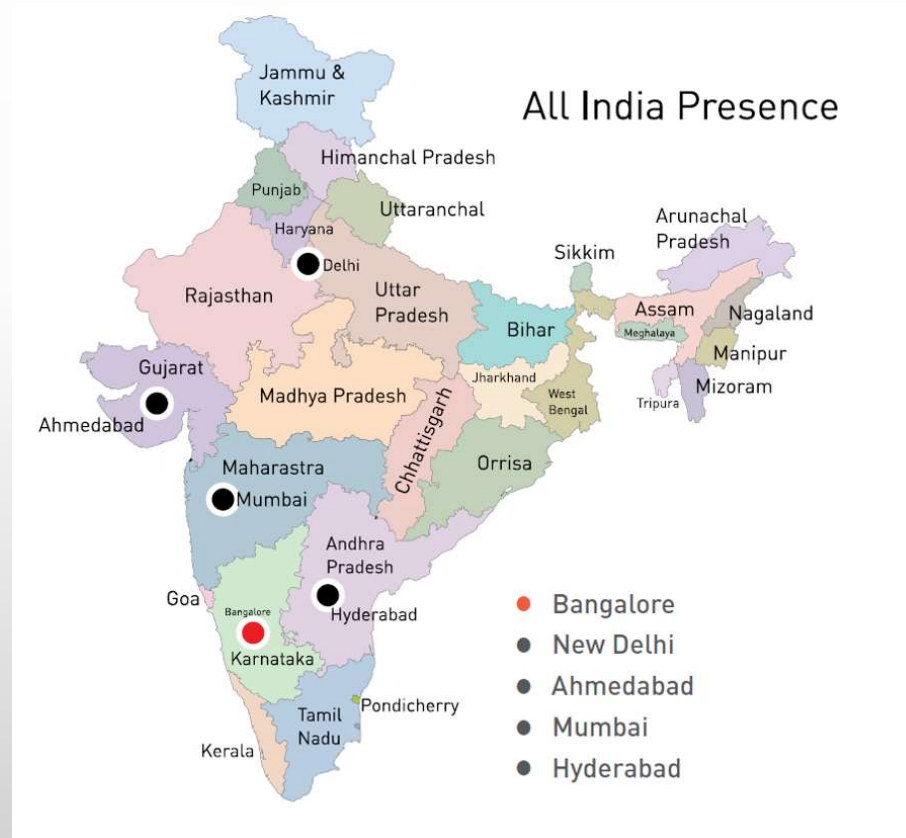 All India Presence
Jammu &
Kashmir
Himanchal Pradesh
Punjab
Uttaranchal
Haryana
Delhi
Arunachal
Pradesh
Sikkim
Rajasthan
Uttar
Pradesh
Bihar
Assam
Nagaland
Meghalaya
Manipur
Mizoram
Tripura
Gujarat
Ahmedabad
Madhya Pradesh
Jharkhand
West
Bengal
Chhattisgarh
Orrisa
Maharastra
Mumbai
Andhra
Pradesh
Hyderabad
Goa
Bangalore
Karnataka
Pondicherry
Tamil
Nadu
Kerala
Bangalore
New Delhi
Ahmedabad
Mumbai
Hyderabad